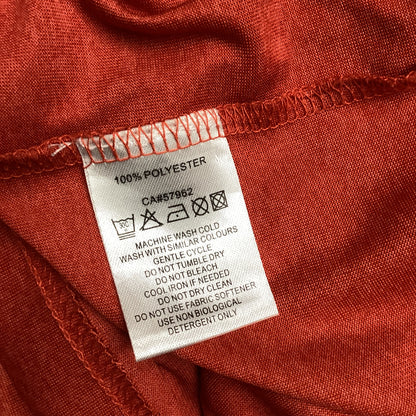 100% POLYESTER
CA#57962
MACHINE WASH COLD
WASH WITH SIMILAR COLOURS
GENTLE CYCLE
DO NOT TUMBLE DRY
DO NOT BLEACH
COOL IRON IF NEEDED
DO NOT DRY CLEAN
DO NOT USE FABRIC SOFTENER
USE NON BIOLOGICAL
DETERGENT ONLY